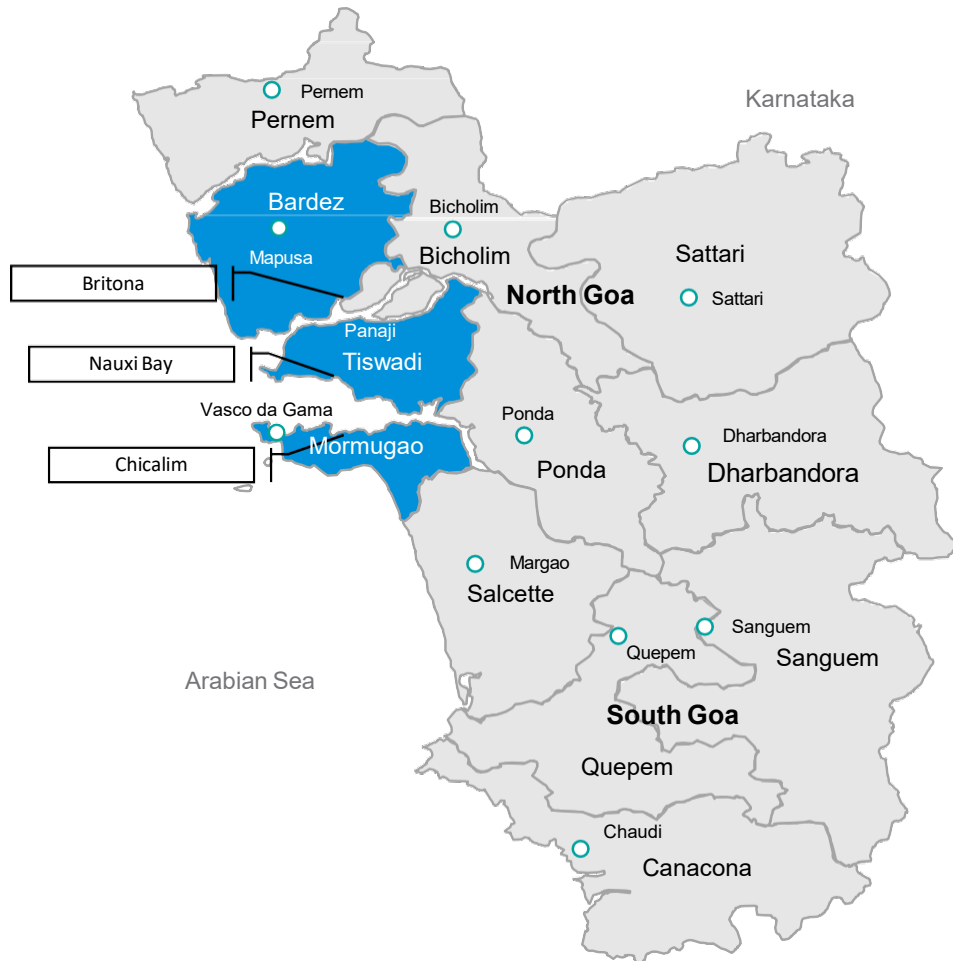 Pernem
Pernem
Karnataka
Bardez
Mapusa
Bicholim
Bicholim
Sattari
Sattari
North Goa
Britona
Panaji
Tiswadi
Nauxi Bay
Vasco da Gama
Mormugao
Chicalim
Ponda
Ponda
Dharbandora
Dharbandora
Margao
Salcette
Quepem
Sanguem
Sanguem
Arabian Sea
South Goa
Quepem
Chaudi
Canacona